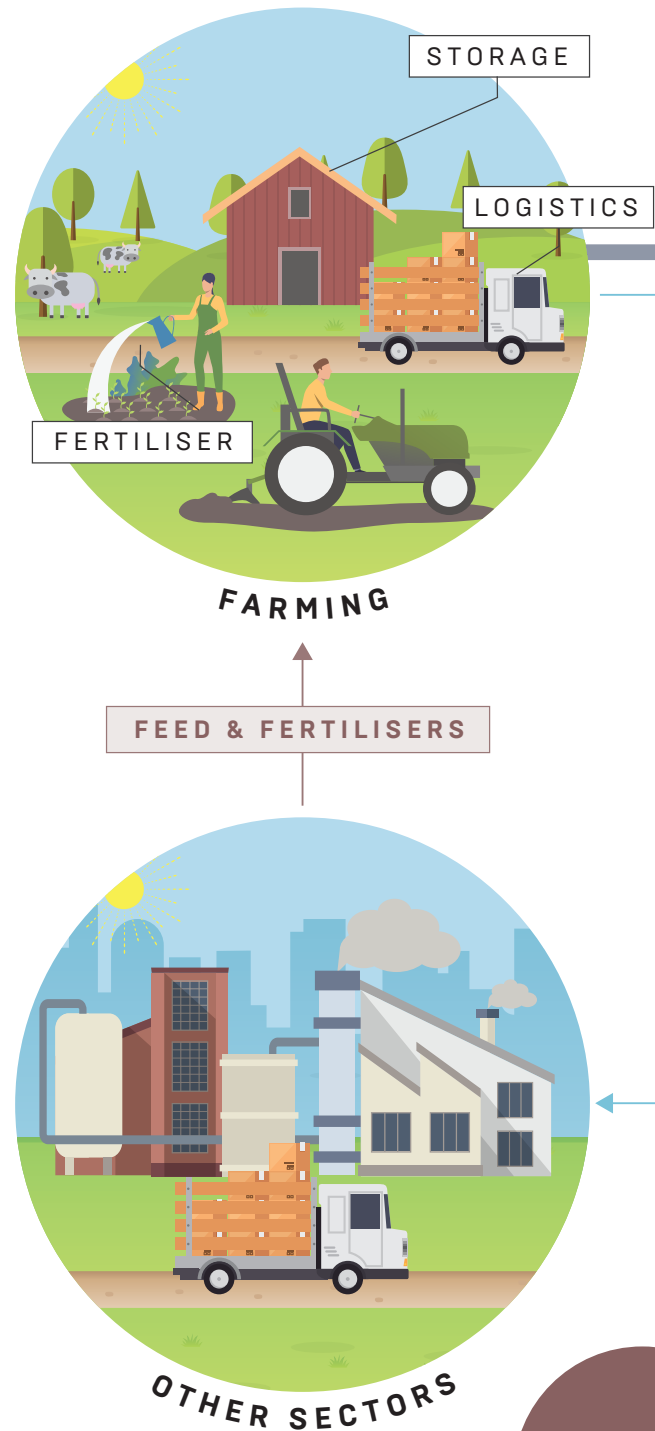 STORAGE
LOGISTICS
FERTILISER
FARMING
FEED & FERTILISERS
OTHER SECTORS